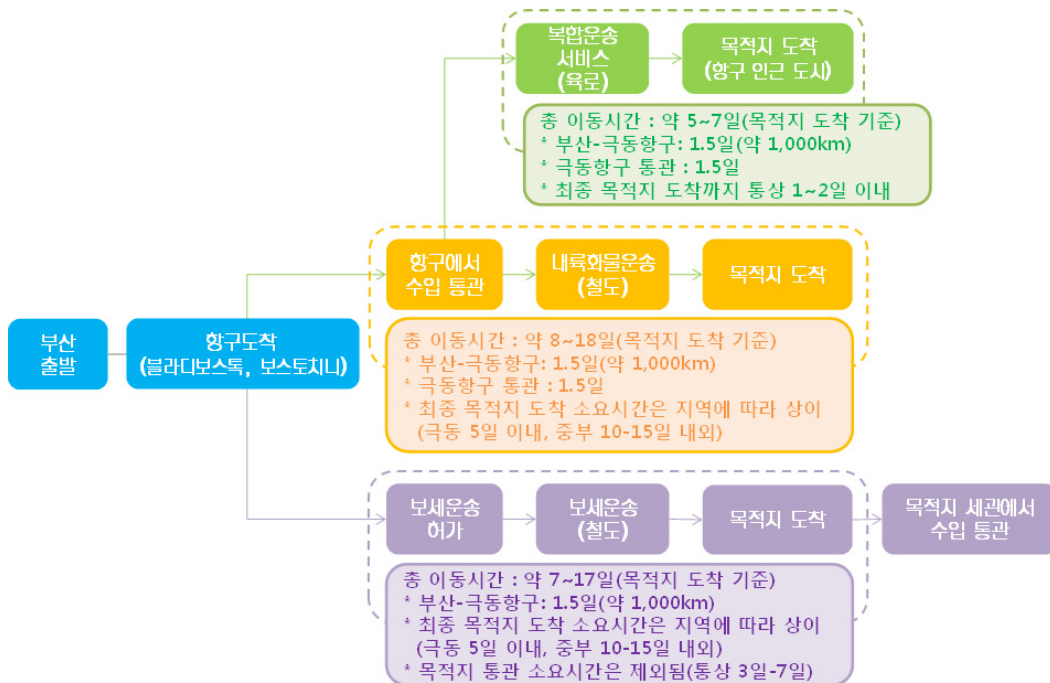 복합운송
서비스
(육로)
목적지 도착
(항구 인근 도시)
총 이동시간 : 약 5~7일(목적지 도착 기준)
* 부산-극동항구: 1.5일(약 1,000km)
* 극동항구 통관 : 1.5일
* 최종 목적지 도착까지 통상 1~2일 이내
항구에서
수입 통관
내륙화물운송
(철도)
목적지 도착
부산
출발
항구도착
(블라디보스톡, 보스토치니)
총 이동시간 : 약 8~18일(목적지 도착 기준)
* 부산-극동항구: 1.5일(약 1,000km)
* 극동항구 통관 : 1.5일
* 최종 목적지 도착 소요시간은 지역에 따라 상이
(극동 5일 이내, 중부 10-15일 내외)
보세운송
허가
보세운송
(철도)
목적지 도착
목적지 세관에서
수입 통관
총 이동시간 : 약 7~17일(목적지 도착 기준)
* 부산-극동항구: 1.5일(약 1,000km)
* 최종 목적지 도착 소요시간은 지역에 따라 상이
(극동 5일 이내, 중부 10-15일 내외)
* 목적지 통관 소요시간은 제외됨(통상 3일-7일)